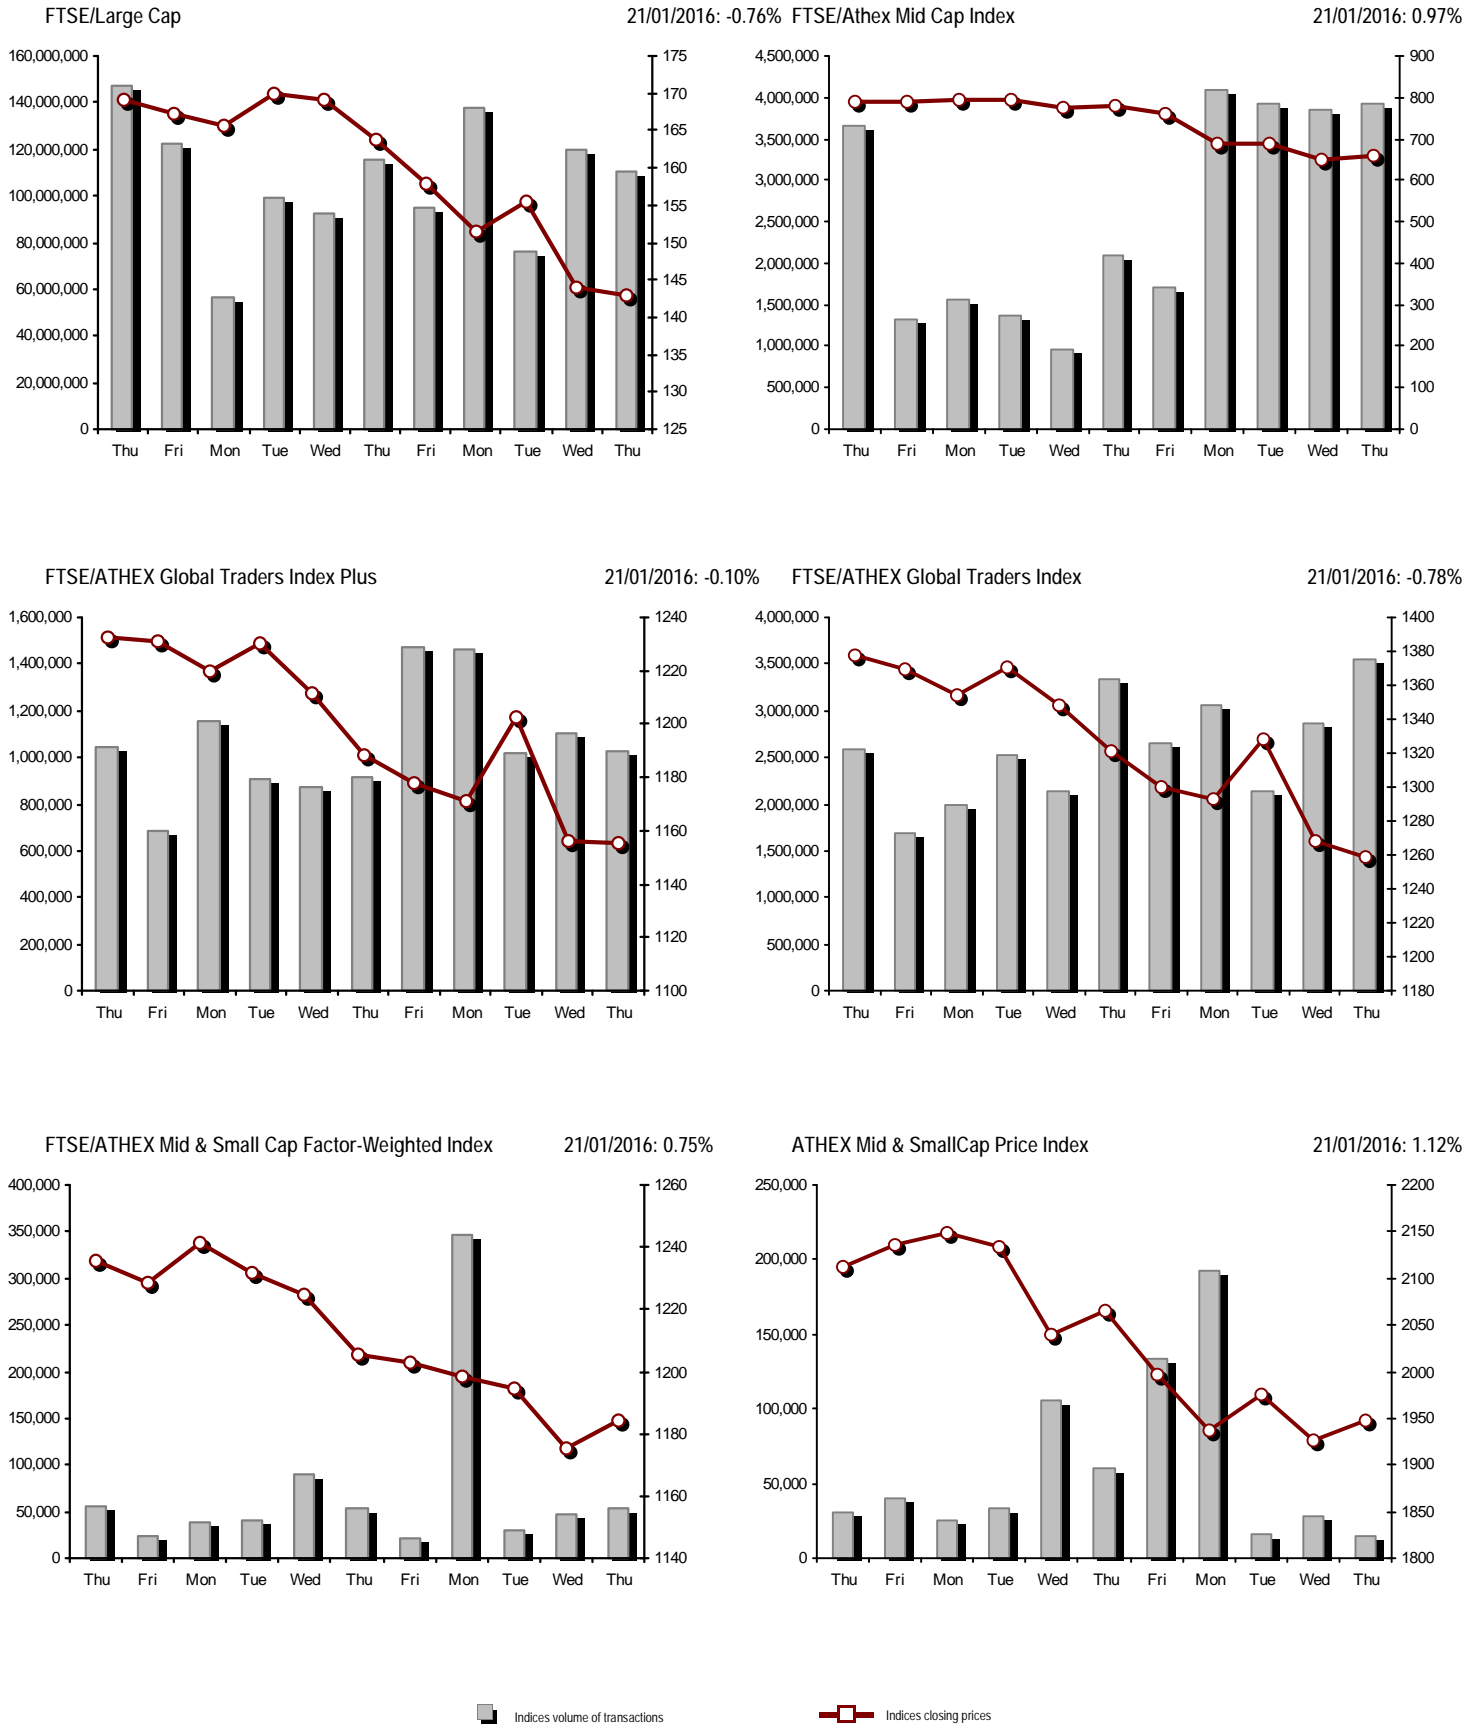 FTSE/Large Cap 21/01/2016: -0.76% FTSE/Athex Mid Cap Index 21/01/2016: 0.97%
160,000,000 175 4,500,000 900
140,000,000 170 4,000,000 800
165 3,500,000 700
120,000,000 160 3,000,000 600
100,000,000 155 2,500,000 500
80,000,000 150 2,000,000 400
60,000,000 145 1,500,000 300
40,000,000 140 1,000,000 200
135
20,000,000 130 500,000 100
0 125 0 0
Thu Fri Mon Tue Wed Thu Fri Mon Tue Wed Thu Thu Fri Mon Tue Wed Thu Fri Mon Tue Wed Thu
FTSE/ATHEX Global Traders Index Plus 21/01/2016: -0.10% FTSE/ATHEX Global Traders Index 21/01/2016: -0.78%
1,600,000 1240 4,000,000 1400
1,400,000 1220 3,500,000 1380
1360
1,200,000 1200 3,000,000 1340
1,000,000 1180 2,500,000 1320
800,000 2,000,000 1300
1160 1280
600,000 1,500,000 1260
400,000 1140 1,000,000 1240
200,000 1120 500,000 1220
1200
0 1100 0 1180
Thu Fri Mon Tue Wed Thu Fri Mon Tue Wed Thu Thu Fri Mon Tue Wed Thu Fri Mon Tue Wed Thu
FTSE/ATHEX Mid & Small Cap Factor-Weighted Index 21/01/2016: 0.75% ATHEX Mid & SmallCap Price Index 21/01/2016: 1.12%
400,000 1260 250,000 2200
350,000 1240 2150
300,000 200,000 2100
250,000 1220 2050
200,000 1200 150,000 2000
150,000 1180 100,000 1950
100,000 1900
50,000 1160 50,000 1850
0 1140 0 1800
Thu Fri Mon Tue Wed Thu Fri Mon Tue Wed Thu Thu Fri Mon Tue Wed Thu Fri Mon Tue Wed Thu
Indices volume of transactions Indices closing prices